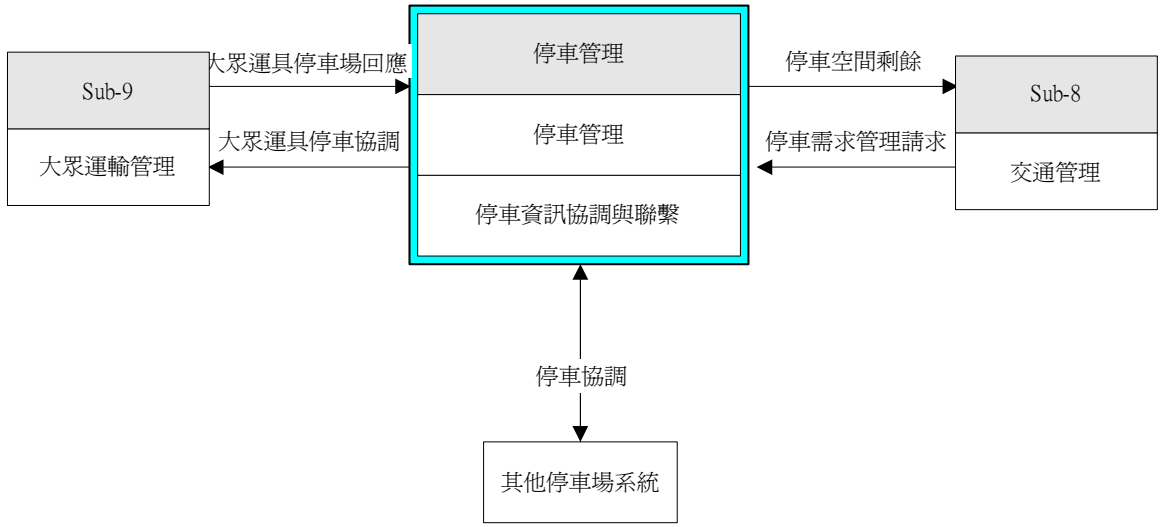 停車管理
大眾運具停車場回應
停車空間剩餘
Sub-9
Sub-8
停車管理
大眾運具停車協調
停車需求管理請求
大眾運輸管理
交通管理
停車資訊協調與聯繫
停車協調
其他停車場系統